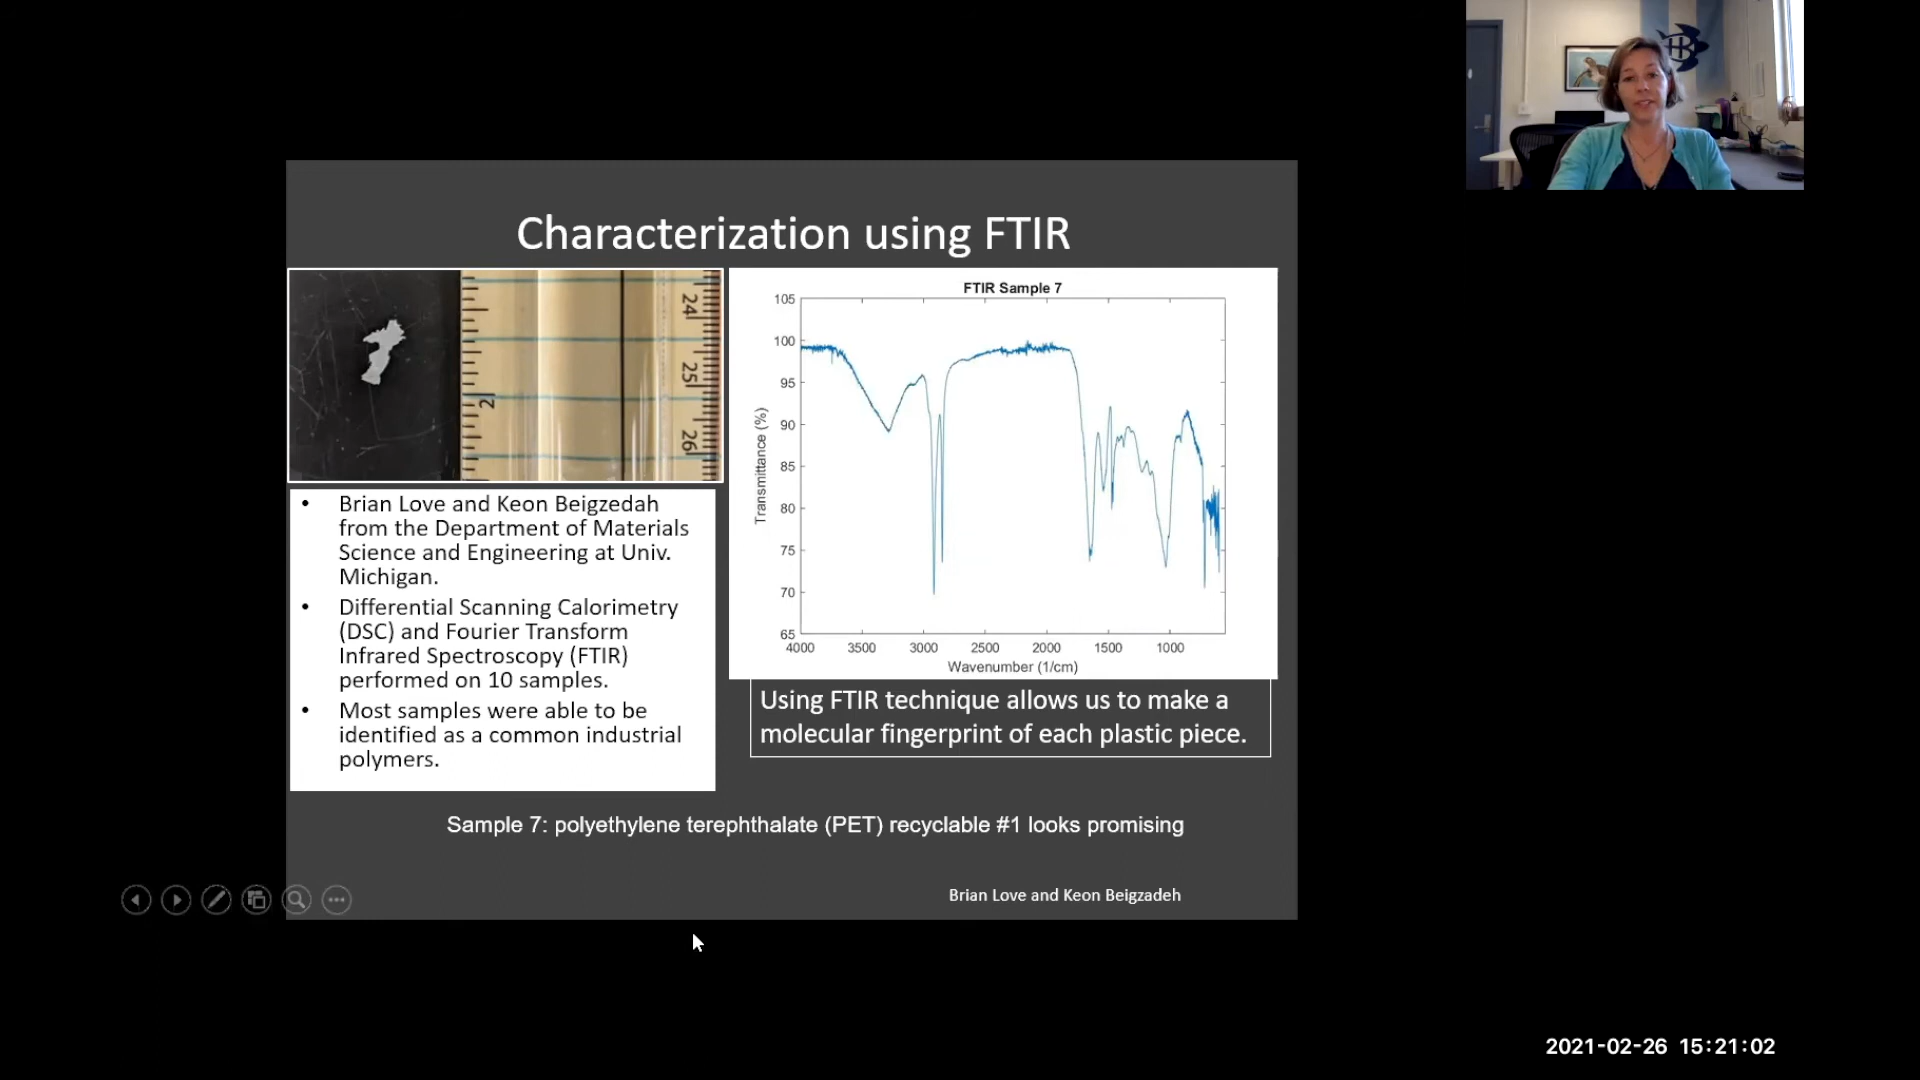 Characterization using FTIR
24
25
26
2
• Brian Love and Keon Beigzedah
from the Department of Materials
Science and Engineering at Univ.
Michigan.
• Differential Scanning Calorimetry
(DSC) and Fourier Transform
Infrared Spectroscopy (FTIR)
performed on 10 samples.
• Most samples were able to be
identified as a common industrial
polymers.
FTIR Sample 7
105
100
95
90
85
80
75
70
65
Transmittance (%)
4000 3500 3000 2500 2000 1500 1000
Wavenumber (1/cm)
Using FTIR technique allows us to make a
molecular fingerprint of each plastic piece.
Sample 7: polyethylene terephthalate (PET) recyclable #1 looks promising
Brian Love and Keon Beigzadeh
2021-02-26 15:21:02